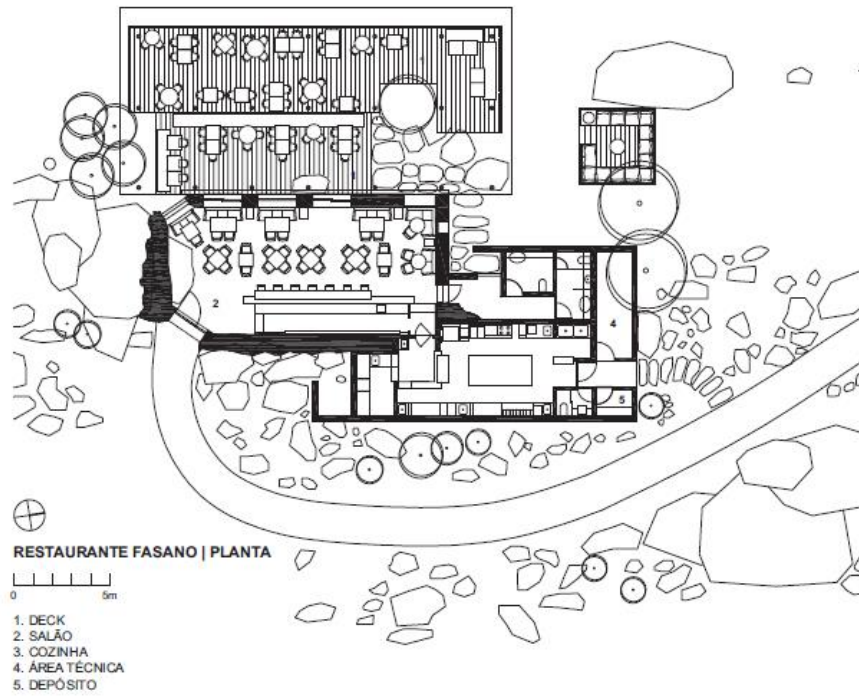 1
2
4
5
RESTAURANTE FASANO | PLANTA
0 5m
1. DECK
2. SALÃO
3. COZINHA
4. ÁREA TÉCNICA
5. DEPÓSITO